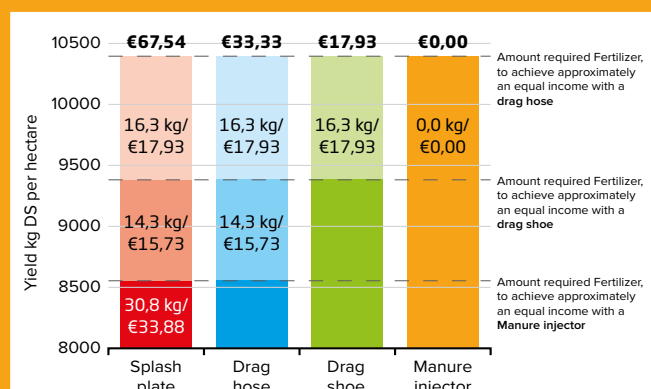 €67,54 €33,33 €17,93 €0,00
10500
10000
9500
9000
8500
8000
Yield kg DS per hectare
16,3 kg/
€17,93
16,3 kg/
€17,93
16,3 kg/
€17,93
0,0 kg/
€0,00
14,3 kg/
€15,73
14,3 kg/
€15,73
30,8 kg/
€33,88
Amount required Fertilizer,
to achieve approximately
an equal income with a
drag hose
Amount required Fertilizer,
to achieve approximately
an equal income with a
drag shoe
Amount required Fertilizer,
to achieve approximately
an equal income with a
Manure injector
Splash
plate
Drag
hose
Drag
shoe
Manure
injector